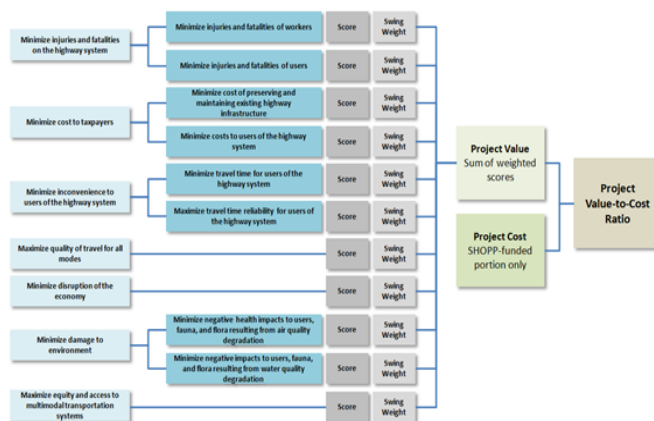 Minimize injuries and fatalities
on the highway system
Minimize injuries and fatalities of workers
Score
Swing
Weight
Minimize injuries and fatalities of users
Score
Swing
Weight
Minimize cost to taxpayers
Minimize cost of preserving and
maintaining existing highway
infrastructure
Score
Swing
Weight
Minimize costs to users of the highway
system
Score
Swing
Weight
Minimize inconvenience to
users of the highway system
Minimize travel time for users of
the highway system
Score
Swing
Weight
Maximize travel time reliability for users
of the highway system
Score
Swing
Weight
Maximize quality of travel for all
modes
Score
Swing
Weight
Minimize disruption of the
economy
Score
Swing
Weight
Minimize damage to
environment
Minimize negative health impacts to users,
fauna, and flora resulting from air quality
degradation
Score
Swing
Weight
Minimize negative impacts to users, fauna,
and flora resulting from water quality
degradation
Score
Swing
Weight
Maximize equity and access to
multimodal transportation
systems
Score
Swing
Weight
Project Value
Sum of weighted
scores
Project Cost
SHOPP-funded
portion only
Project
Value-to-Cost
Ratio